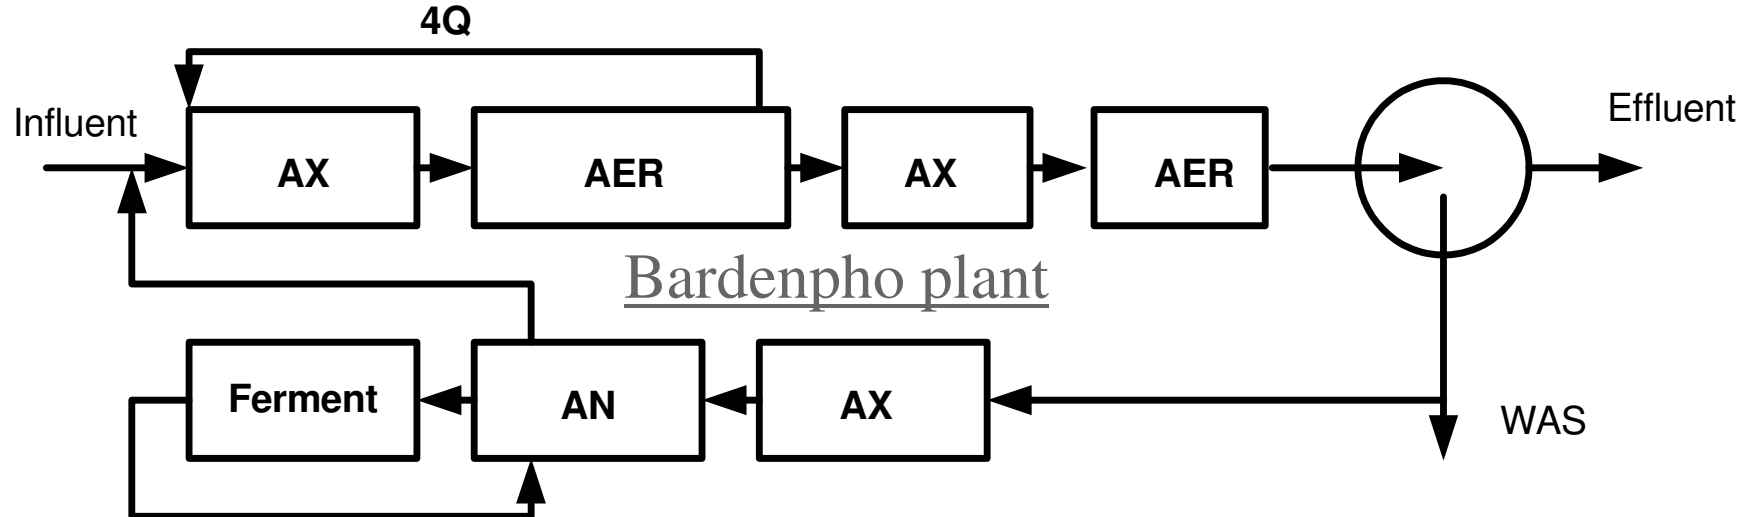 4Q
Influent
Effluent
AX
AER
AX
AER
Bardenpho plant
Ferment
AN
AX
WAS